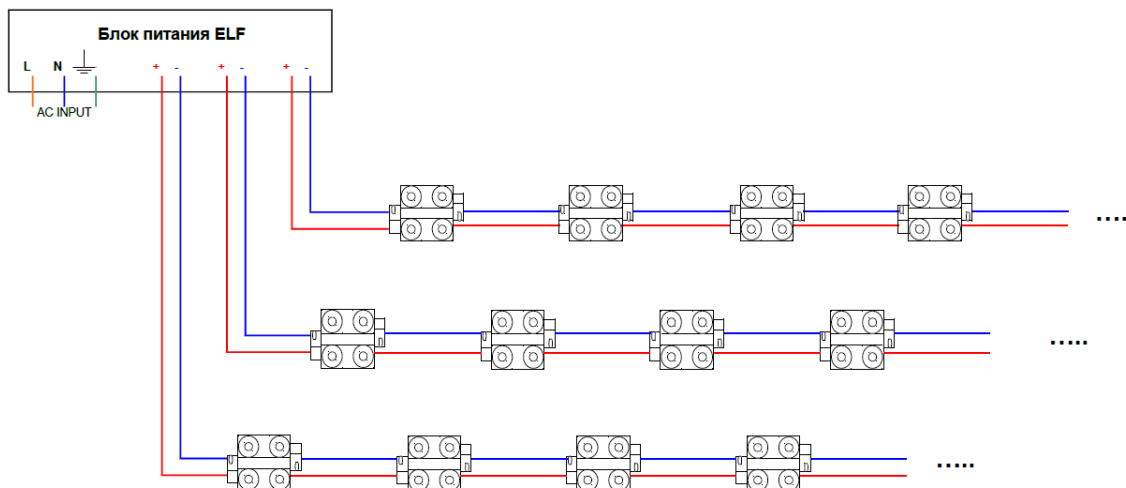 Блок питания ELF
L N + - + - + -
AC INPUT
.....
.....
.....